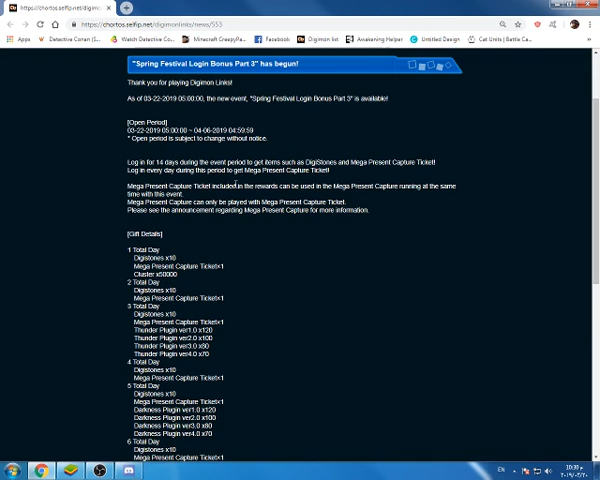 https://chortos.selfip.net/digimo
https://chortos.selfip.net/digimonlinks/news/553
Apps
Detective Conan (S...
Watch Detective Co...
Minecraft CreepyPa...
Digimon list
Awakening Helper
Facebook
Untitled Design
Cat Units | Battle Ca...
"Spring Festival Login Bonus Part 3" has begun!
Thank you for playing Digimon Links!
As of 03-22-2019 05:00:00, the new event, "Spring Festival Login Bonus Part 3" is available!
[Open Period]
03-22-2019 05:00:00 ~ 04-06-2019 04:59:59
* Open period is subject to change without notice.
Log in for 14 days during the event period to get items such as DigiStones and Mega Present Capture Ticket!
Log in every day during this period to get Mega Present Capture Ticket!
Mega Present Capture Ticket included in the rewards can be used in the Mega Present Capture running at the same
time with this event.
Mega Present Capture can only be played with Mega Present Capture Ticket.
Please see the announcement regarding Mega Present Capture for more information.
[Gift Details]
1 Total Day
Digistones x10
Mega Present Capture Ticket×1
Cluster x50000
2 Total Day
Digistones x10
Mega Present Capture Ticket×1
3 Total Day
Digistones x10
Mega Present Capture Ticket×1
Thunder Plugin ver1.0 x120
Thunder Plugin ver2.0 x100
Thunder Plugin ver3.0 x80
Thunder Plugin ver4.0 x70
4 Total Day
Digistones x10
Mega Present Capture Ticket×1
5 Total Day
Digistones x10
Mega Present Capture Ticket×1
Darkness Plugin ver1.0 x120
Darkness Plugin ver2.0 x100
Darkness Plugin ver3.0 x80
Darkness Plugin ver4.0 x70
6 Total Day
Digistones x10
Mega Present Capture Ticket×1
EN